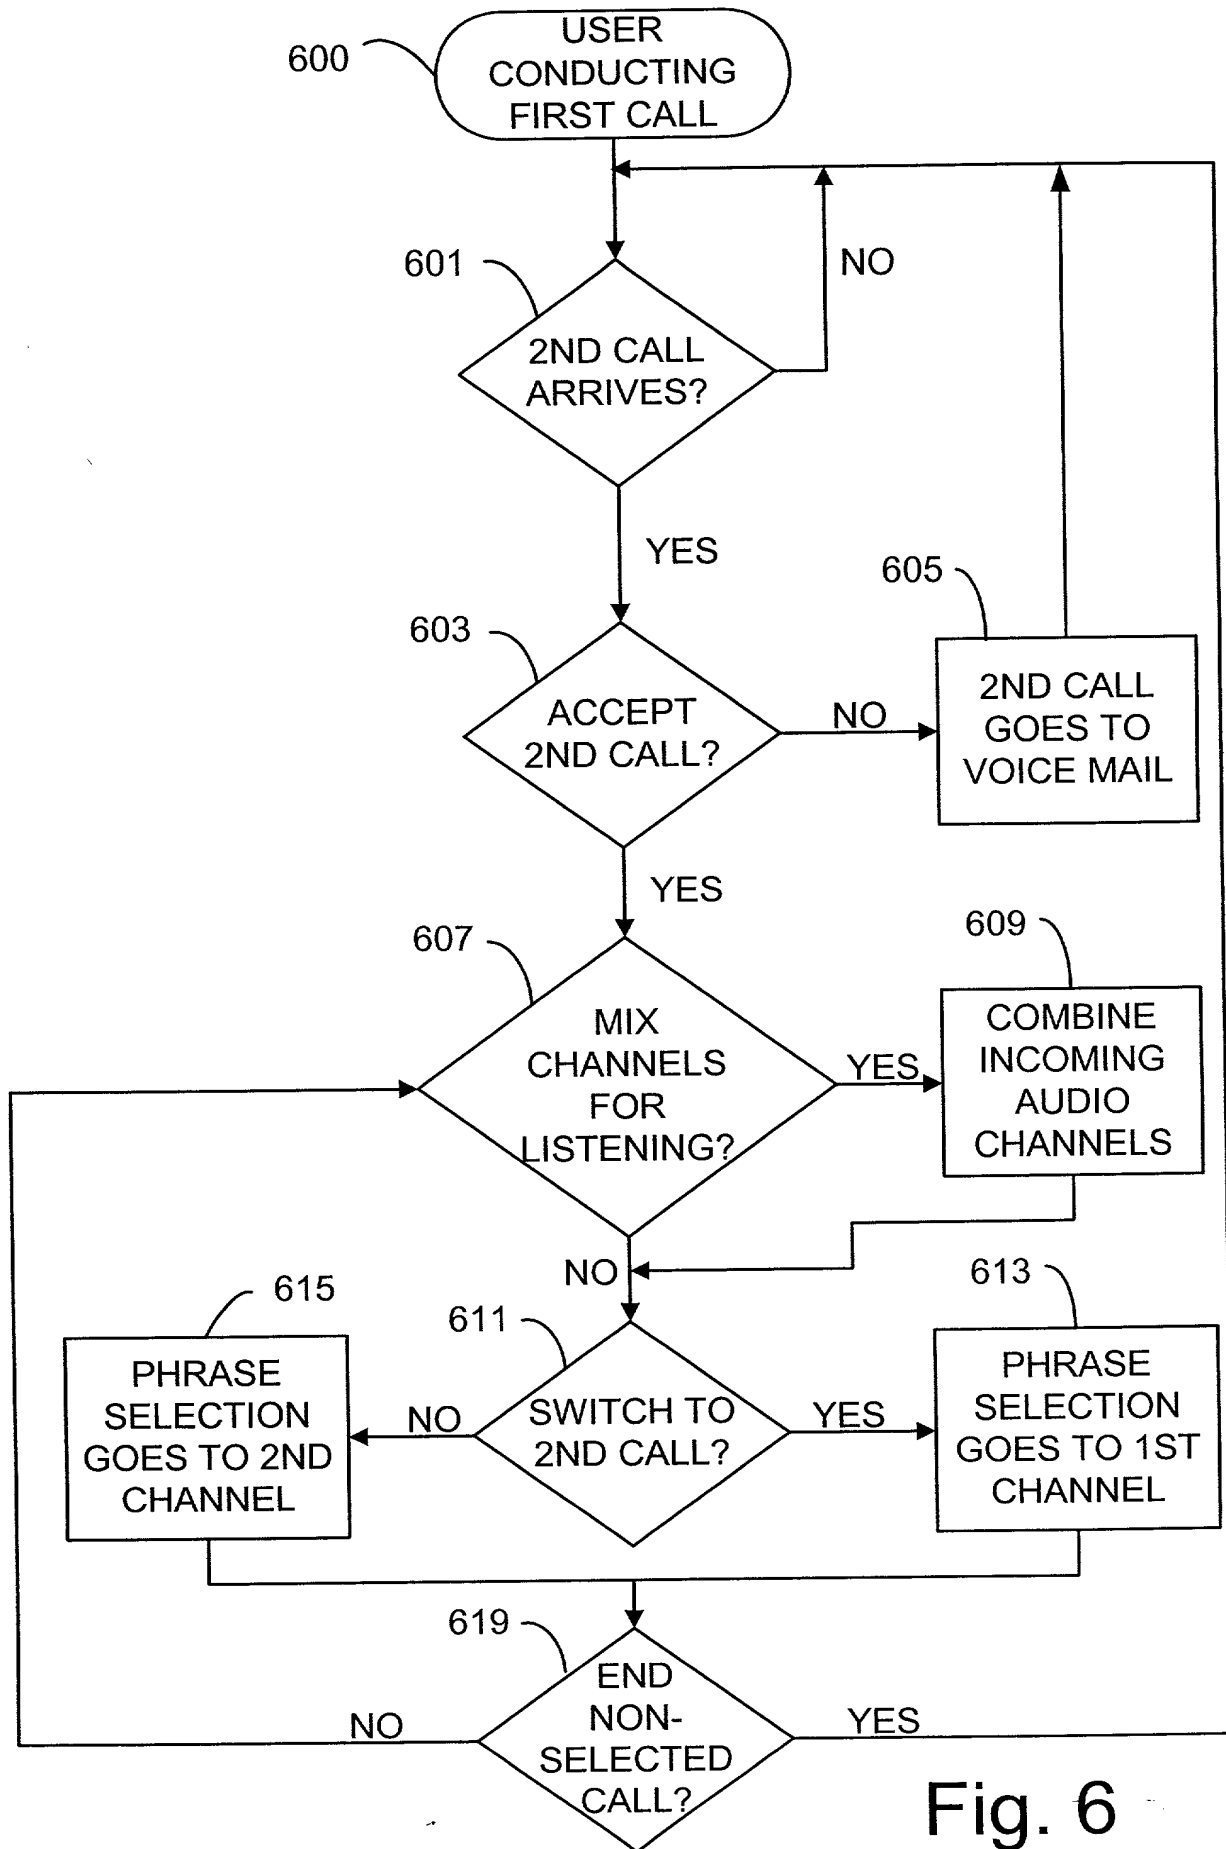 600
USER
CONDUCTING
FIRST CALL
601
NO
2ND CALL
ARRIVES?
YES
605
603
ACCEPT
2ND CALL?
NO
2ND CALL
GOES TO
VOICE MAIL
YES
607
609
MIX
CHANNELS
FOR
LISTENING?
YES
COMBINE
INCOMING
AUDIO
CHANNELS
NO
615
611
613
PHRASE
SELECTION
GOES TO 2ND
CHANNEL
NO
SWITCH TO
2ND CALL?
YES
PHRASE
SELECTION
GOES TO 1ST
CHANNEL
619
END
NON-
SELECTED
CALL?
NO
YES
Fig. 6